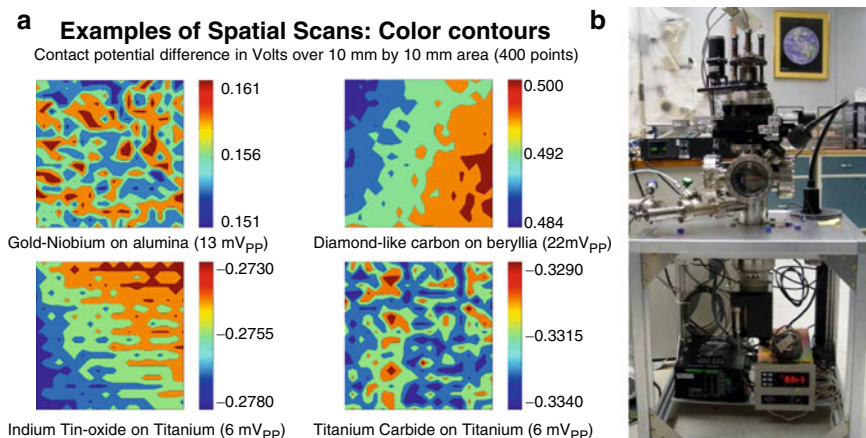 a
b
Examples of Spatial Scans: Color contours
Contact potential difference in Volts over 10 mm by 10 mm area (400 points)
0.161
0.156
0.151
Gold-Niobium on alumina (13 mVPP)
0.500
0.492
0.484
Diamond-like carbon on beryllia (22mVPP)
–0.2730
–0.2755
–0.2780
Indium Tin-oxide on Titanium (6 mVPP)
–0.3290
–0.3315
–0.3340
Titanium Carbide on Titanium (6 mVPP)